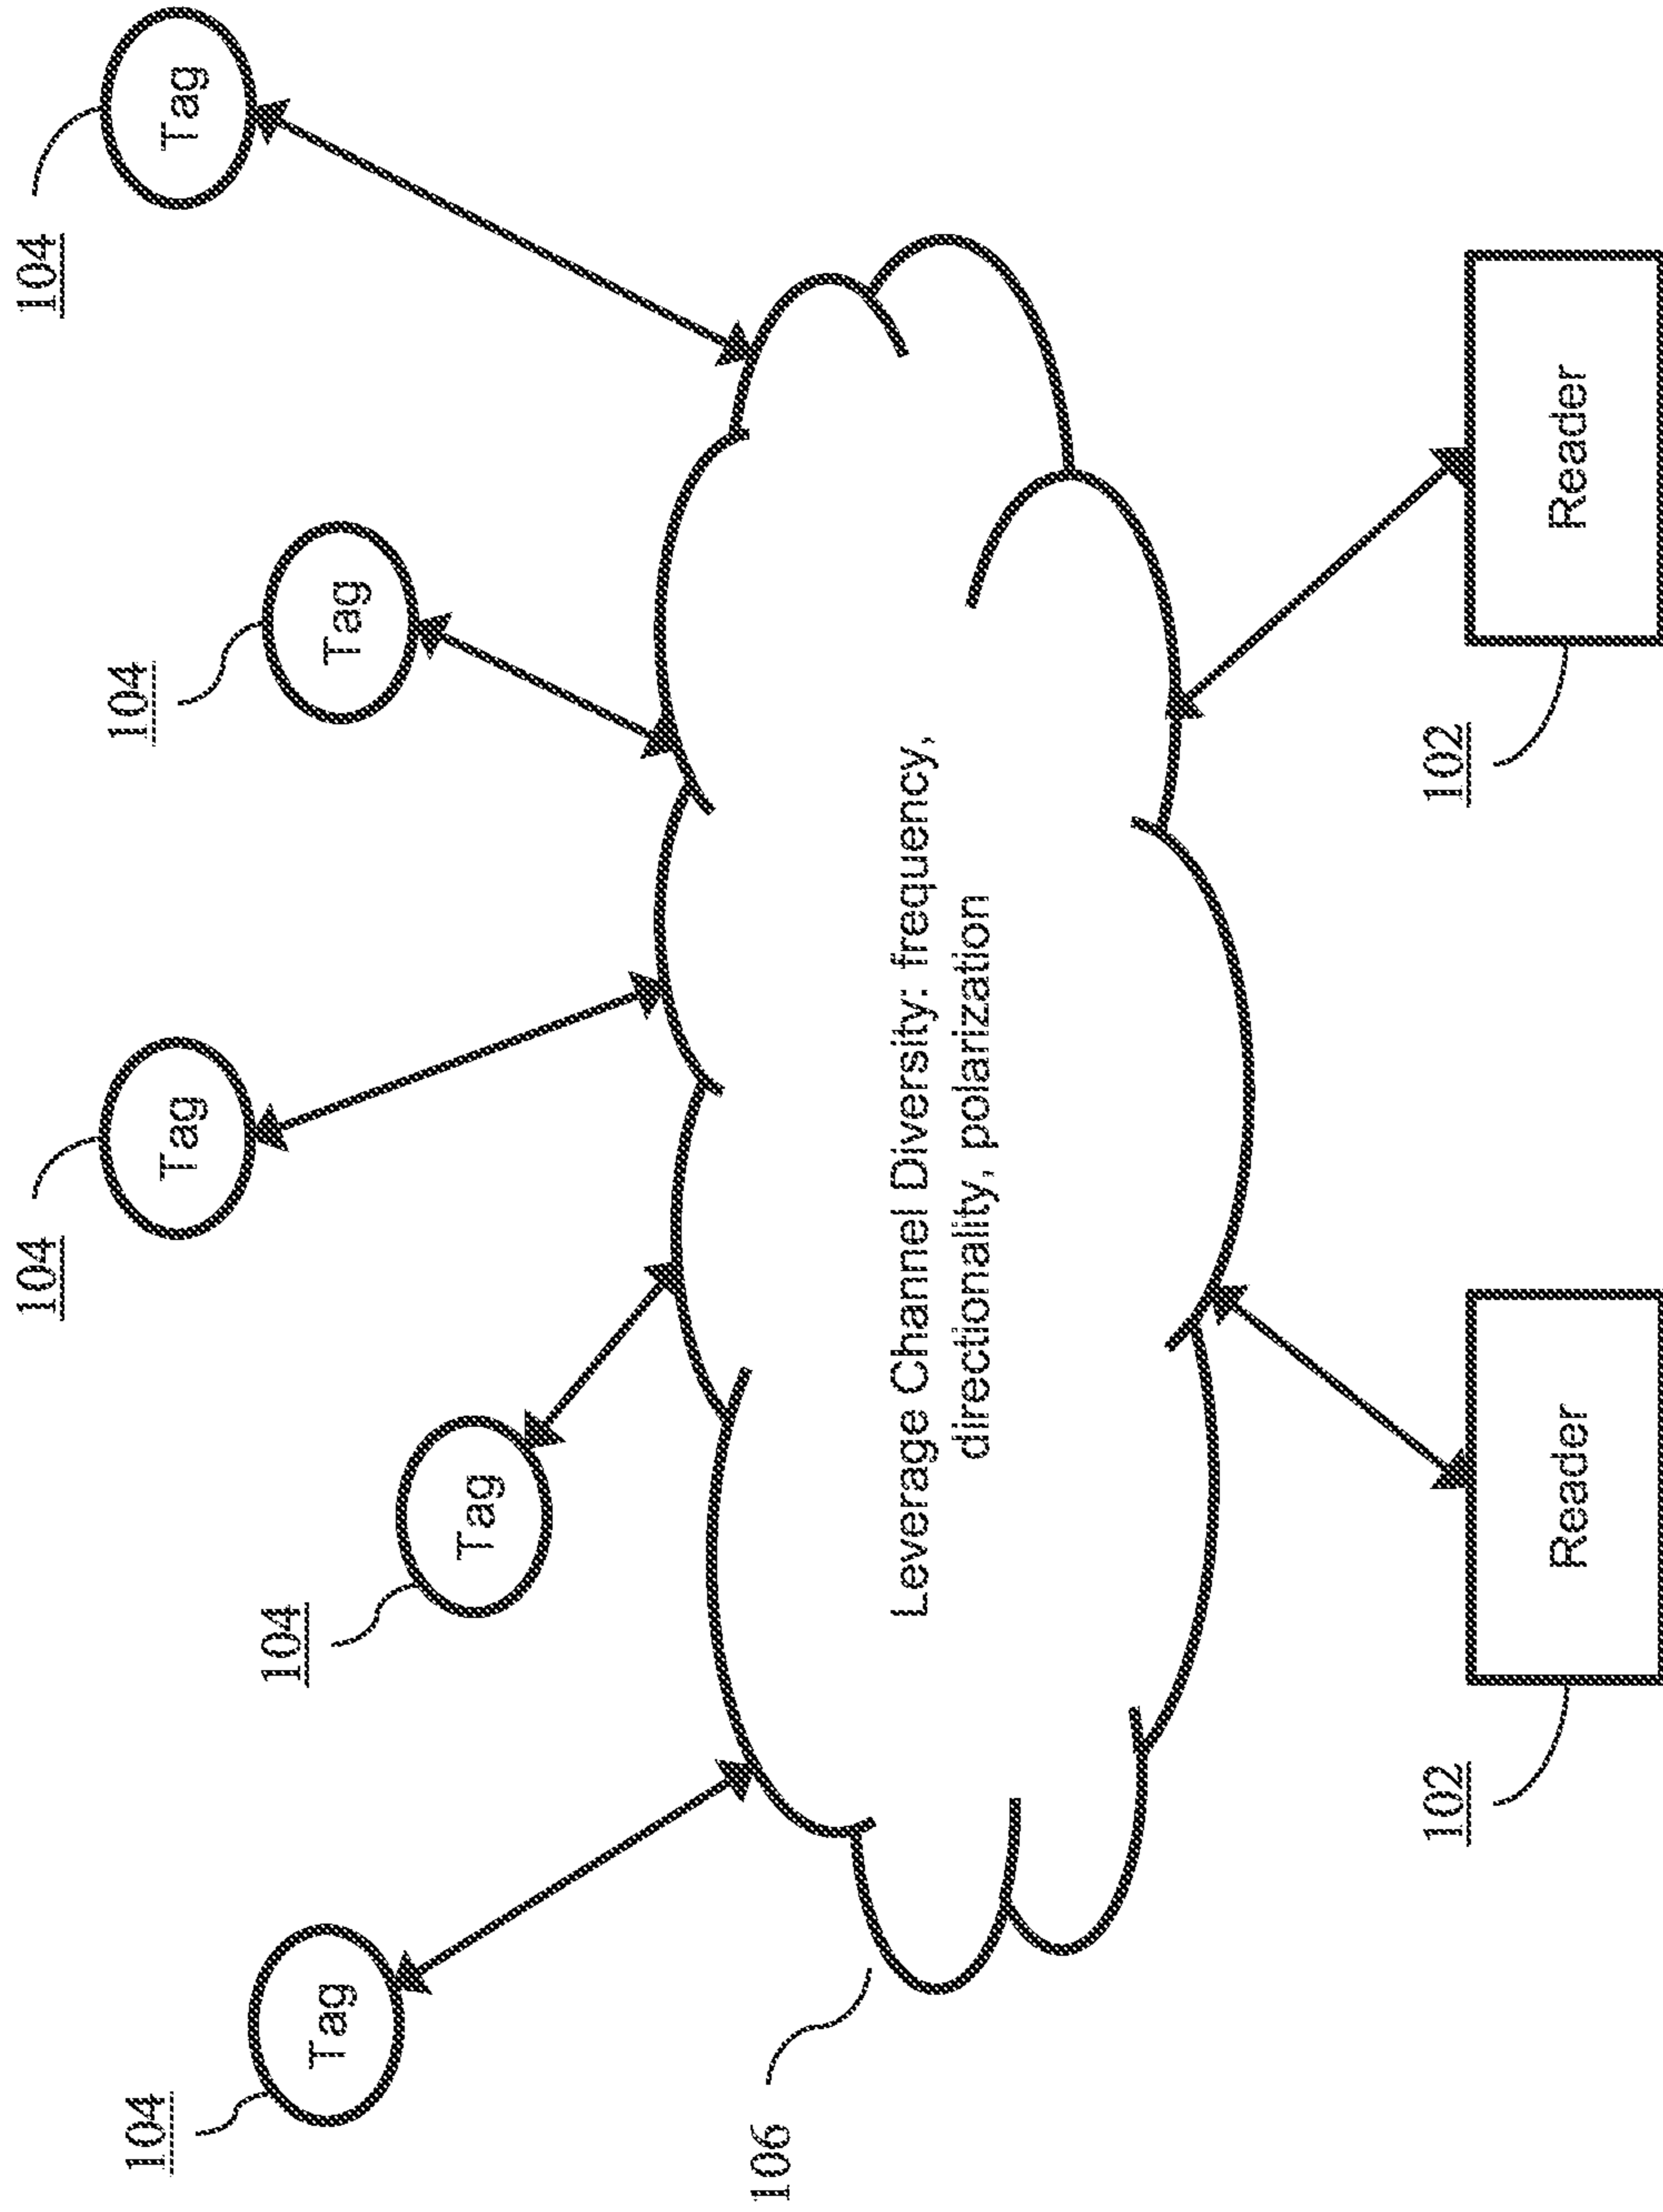 104
Tag
104
Tag
104
Tag
104
Tag
104
Tag
106
Leverage Channel Diversity: frequency,
directionality, polarization
102
Reader
102
Reader